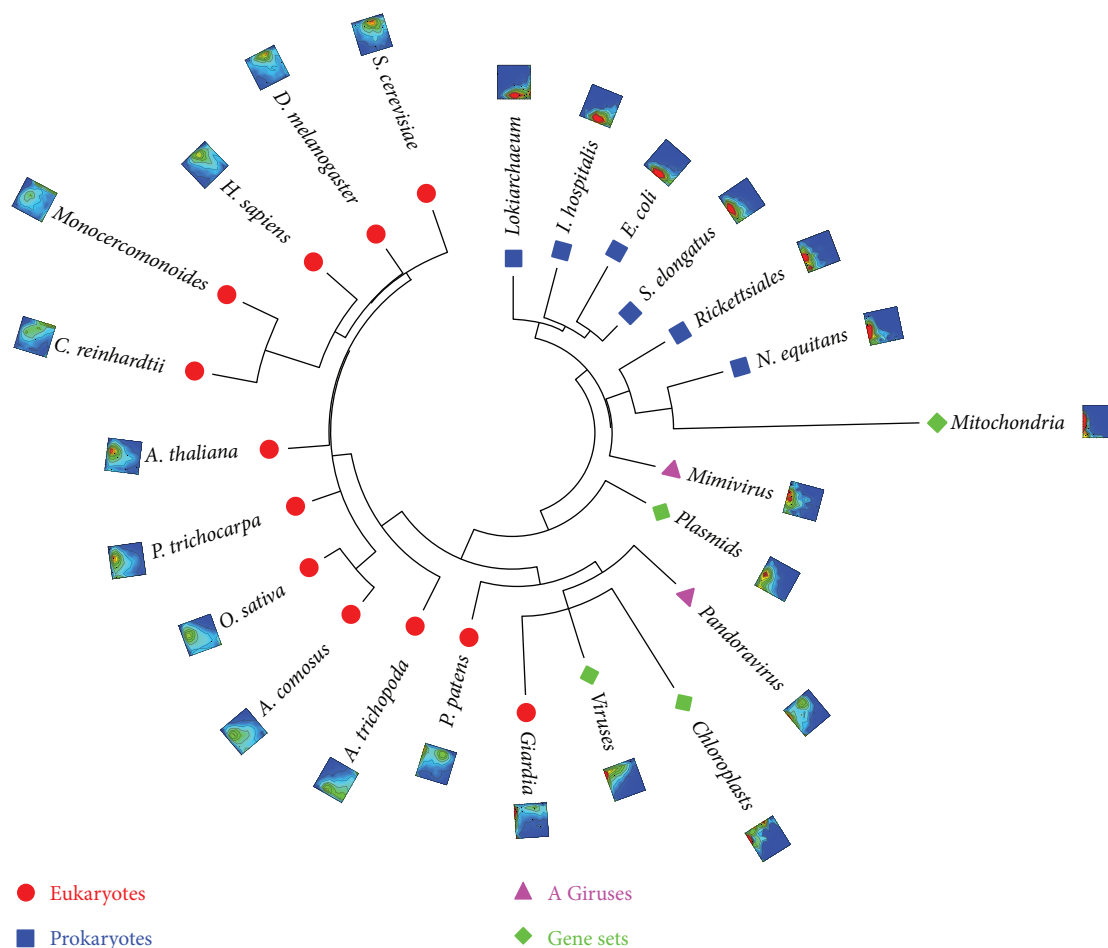 S. cerevisiae
D. melanogaster
H. sapiens
Monocercomonoides
C. reinhardtii
A. thaliana
P. trichocarpa
O. sativa
A. comosus
A. trichopoda
P. patens
Giardia
Viruses
Chloroplasts
Pandoravirus
Plasmids
Mimivirus
Mitochondria
N. equitans
Rickettsiales
S. elongatus
E. coli
I. hospitalis
Lokiarchaeum
Eukaryotes
Prokaryotes
A Giruses
Gene sets